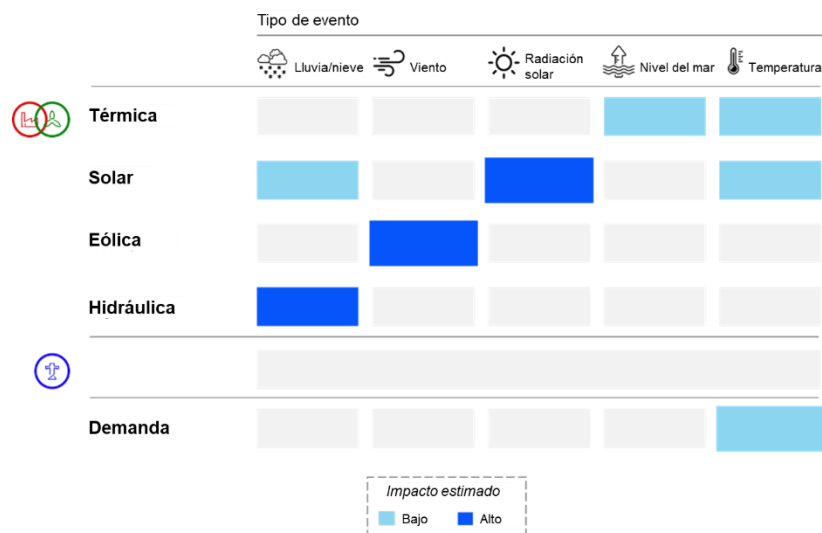 Tipo de evento
Lluvia/nieve
Viento
Radiación
solar
Nivel del mar
Temperatura
Térmica
Solar
Eólica
Hidráulica
Demanda
Impacto estimado
Bajo
Alto